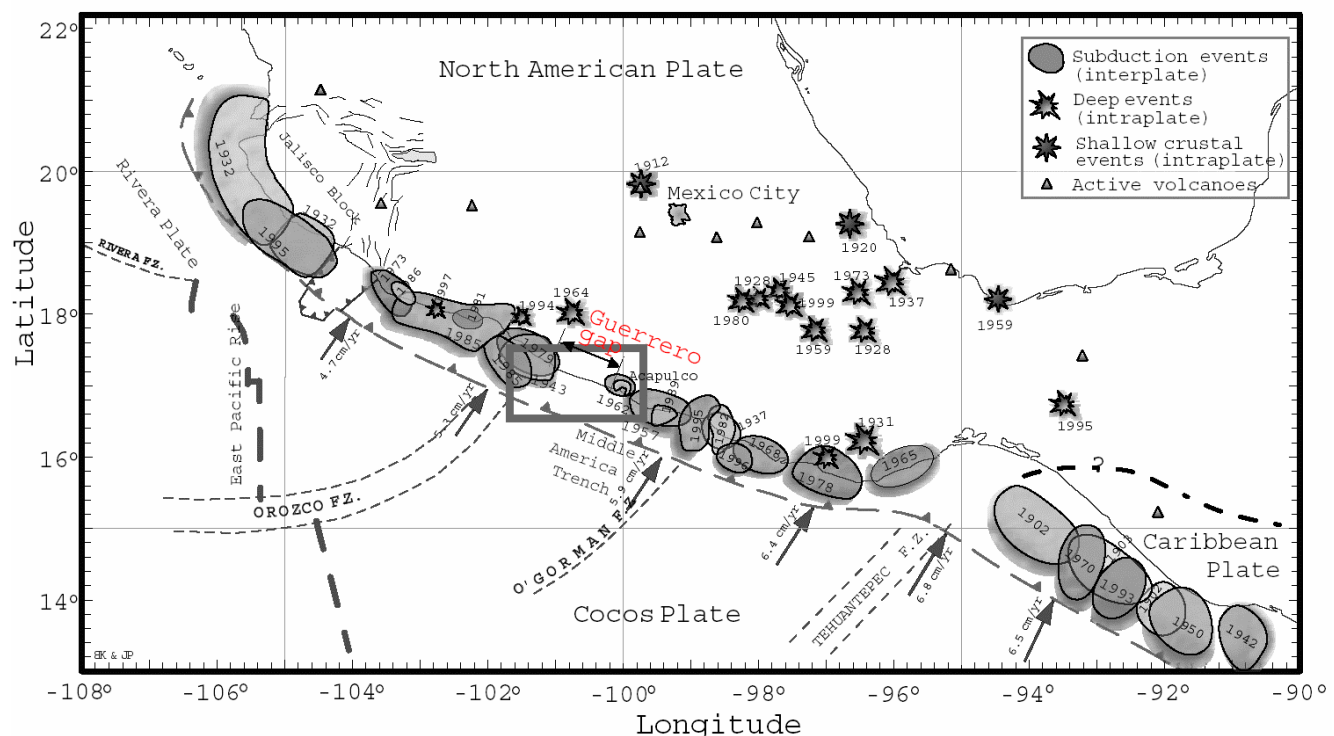 22°
20°
18°
16°
14°
Latitude
-108°
-106°
-104°
-102°
-100°
-98°
-96°
-94°
-92°
-90°
Longitude
North American Plate
Subduction events
(interplate)
Deep events
(intraplate)
Shallow crustal
events (intraplate)
Active volcanoes
Rivera Plate
RIVERA FZ.
Jalisco Block
1932
1932
1995
East Pacific Rise
1912
Mexico City
1920
1973
1997
1981
1985
1994
1964
Guerrero
gap
1979
1985
1943
Acapulco
1962
1957
1989
1928
1945
1980
1999
1973
1937
1959
1928
1959
1995
1995
1982
1937
1996
1968
1999
1931
1978
1965
1902
1970
1903
1993
1950
1942
Middle
America
Trench
4.7cm/yr
5.3 cm/yr
5.9 cm/yr
6.4 cm/yr
6.8 cm/yr
6.5 cm/yr
OROZCO FZ.
O'GORMAN F.Z.
TEHUANTEPEC F.Z.
Cocos Plate
?
Caribbean
Plate